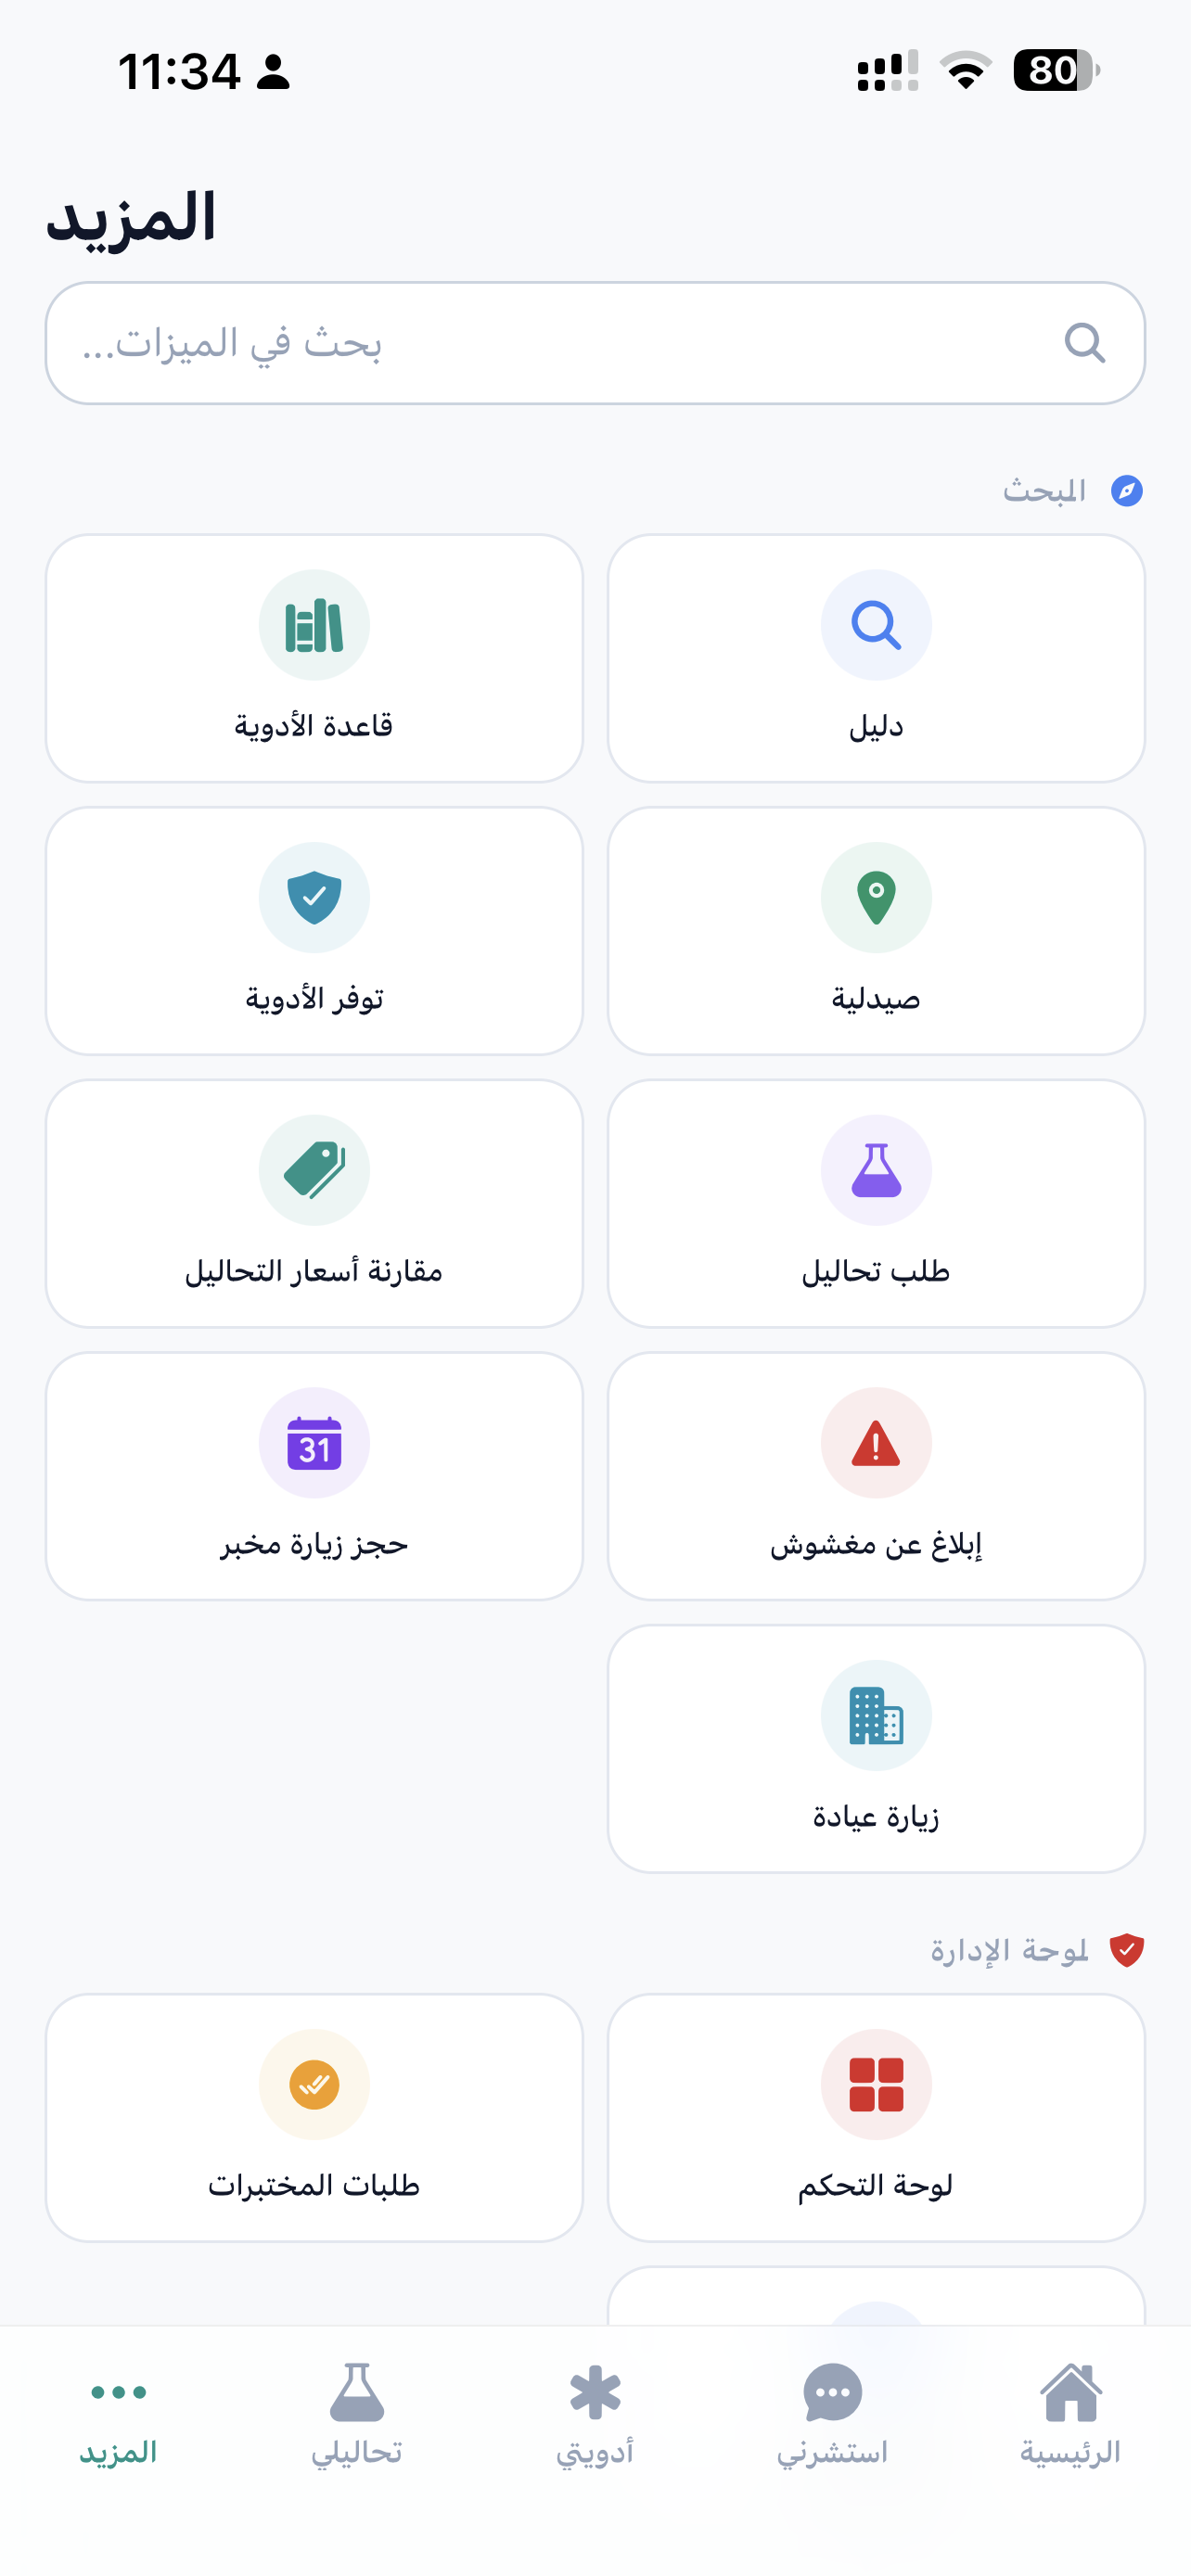 11:34
80
المزيد
بحث في الميزات...
المبحث
دليل
قاعدة الأدوية
صيدلية
توفر الأدوية
طلب تحاليل
مقارنة أسعار التحاليل
إبلاغ عن مغشوش
31
حجز زيارة مخبر
زيارة عيادة
لوحة الإدارة
لوحة التحكم
طلبات المختبرات
الرئيسية
استشرني
أدويتي
تحاليلي
المزيد